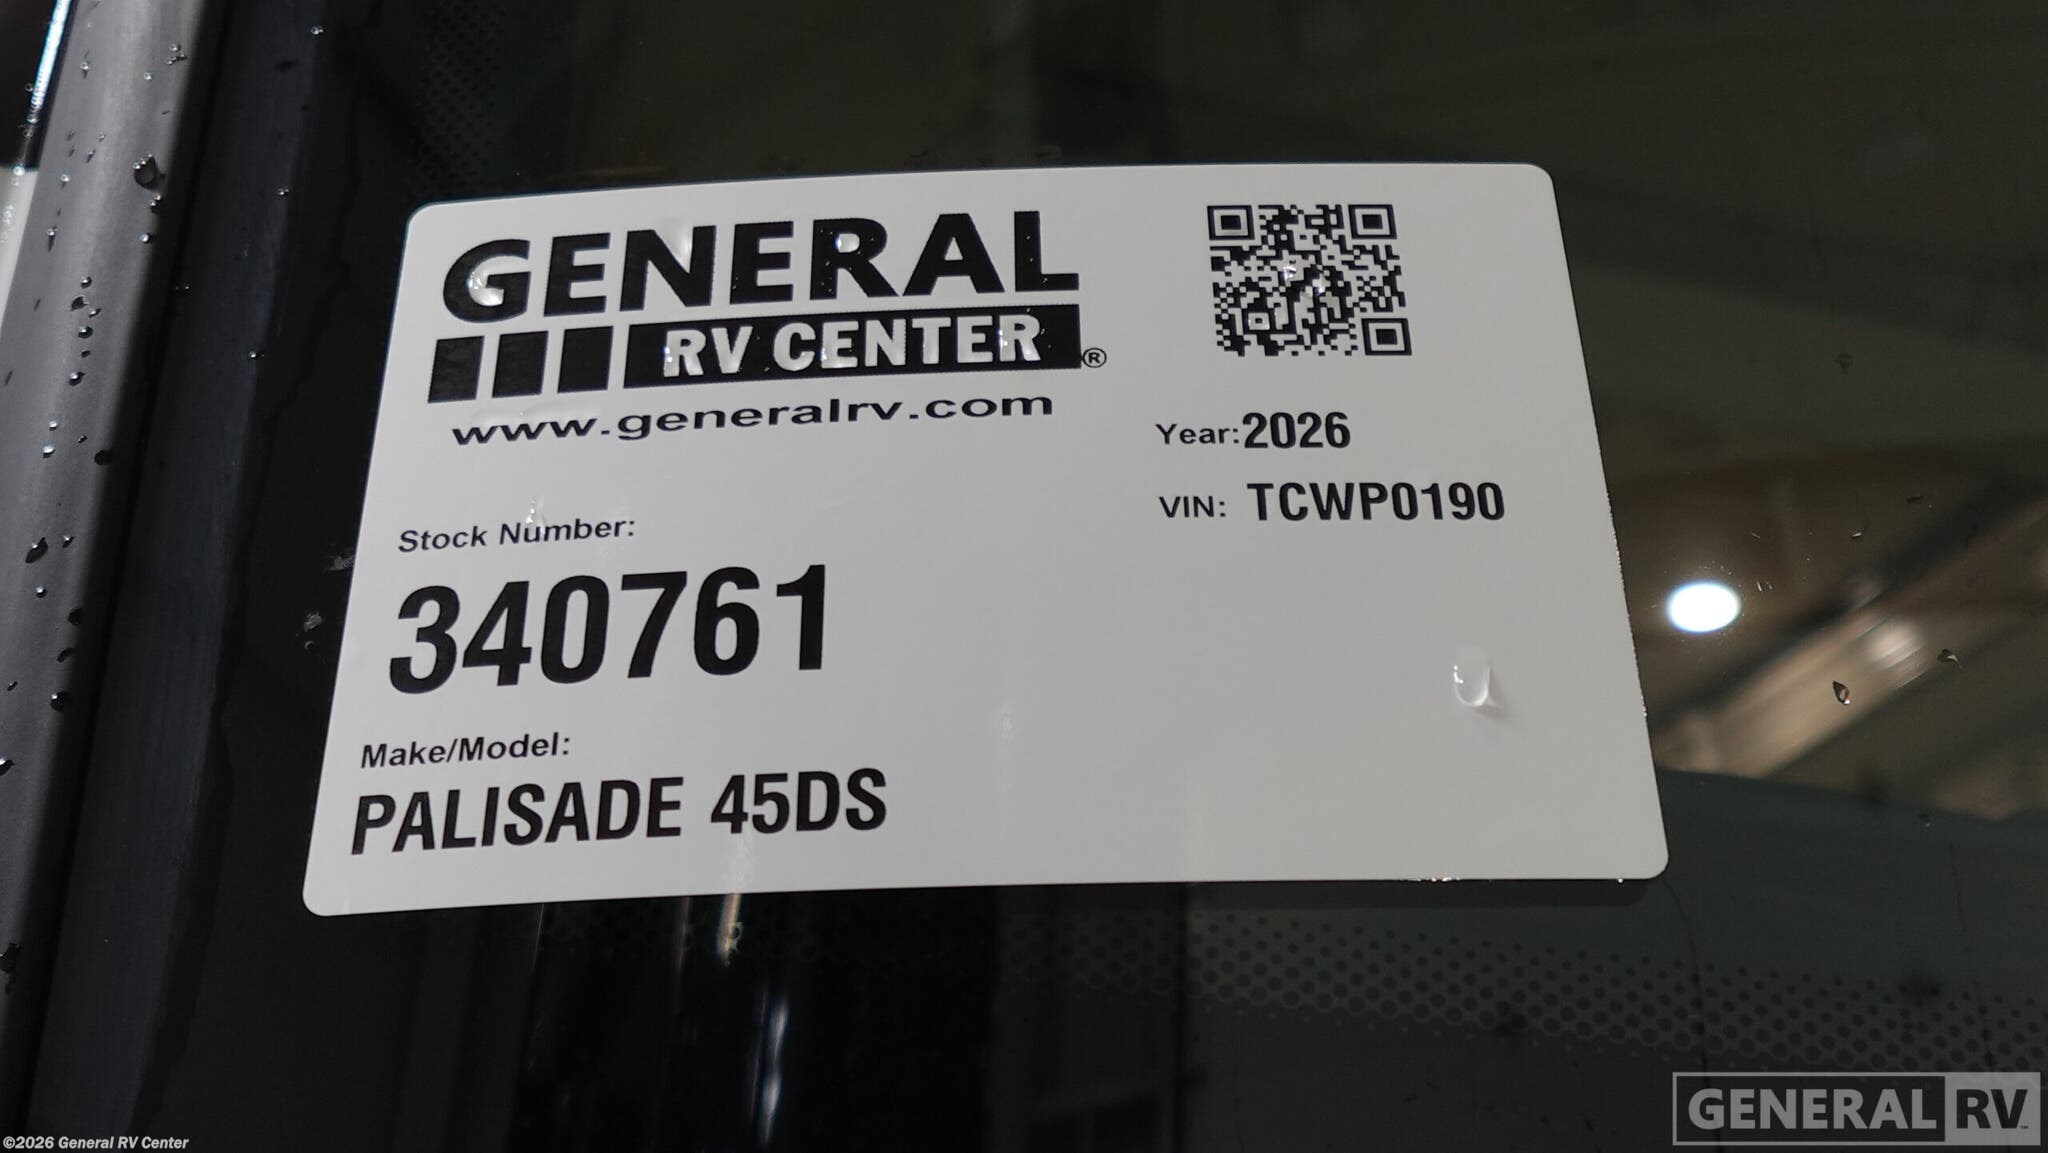 GENERAL
RV CENTER®
www.generalrv.com
Year: 2026
VIN: TCWP0190
Stock Number:
340761
Make/Model:
PALISADE 45DS
©2026 General RV Center
GENERAL RV™